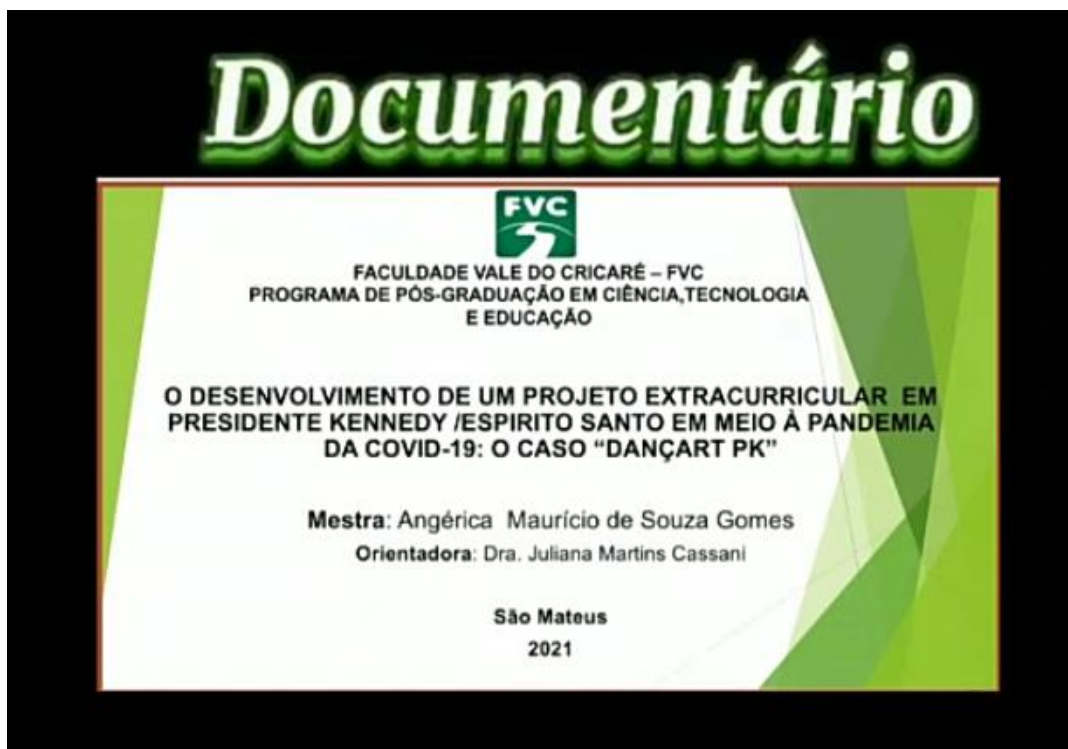 Documentário
FVC
FACULDADE VALE DO CRICARÉ – FVC
PROGRAMA DE PÓS-GRADUAÇÃO EM CIÊNCIA,TECNOLOGIA
E EDUCAÇÃO
O DESENVOLVIMENTO DE UM PROJETO EXTRACURRICULAR EM
PRESIDENTE KENNEDY /ESPIRITO SANTO EM MEIO À PANDEMIA
DA COVID-19: O CASO “DANÇART PK”
Mestra: Angérica Maurício de Souza Gomes
Orientadora: Dra. Juliana Martins Cassani
São Mateus
2021